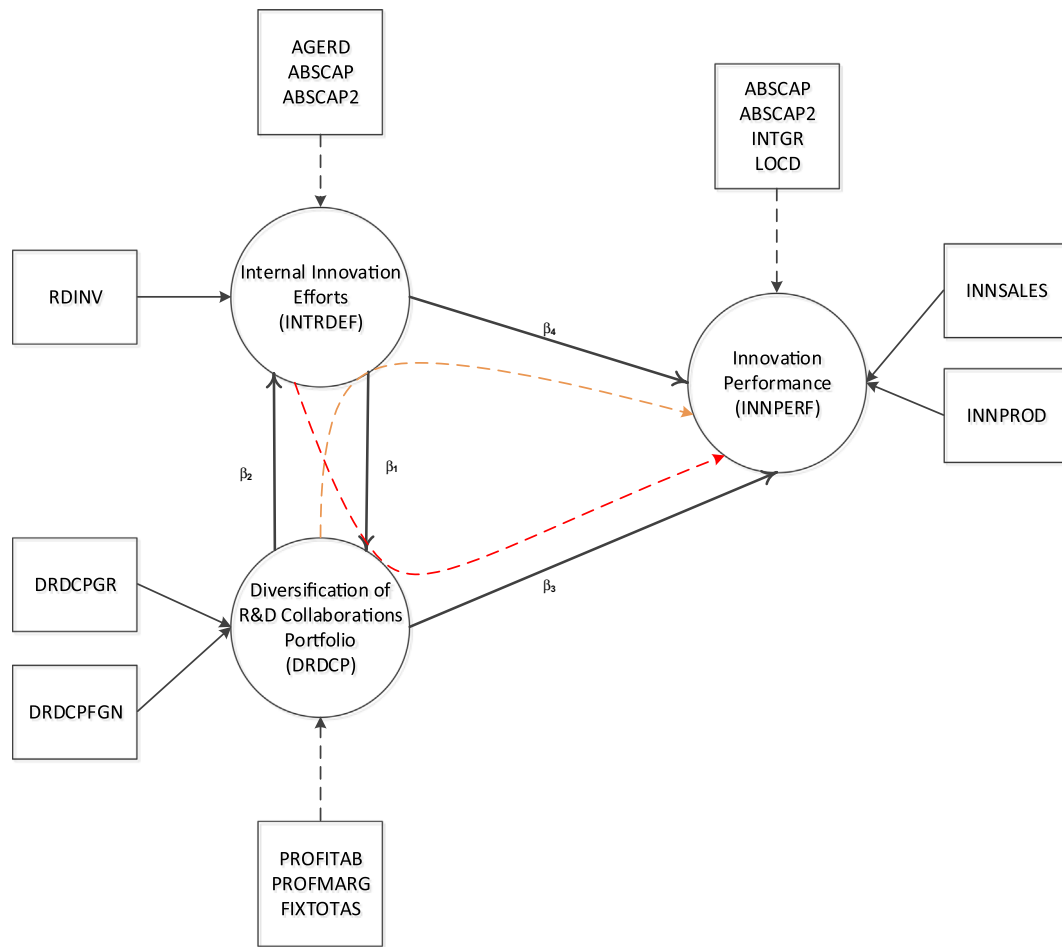 AGERD
ABSCAP
ABSCAP2
ABSCAP
ABSCAP2
INTGR
LOCD
RDINV
Internal Innovation
Efforts
(INTRDEF)
INNSALES
β₄
Innovation
Performance
(INNPERF)
INNPROD
β₂
β₁
DRDCPGR
Diversification of
R&D Collaborations
Portfolio
(DRDCP)
β₃
DRDCPFGN
PROFITAB
PROFMARG
FIXTOTAS